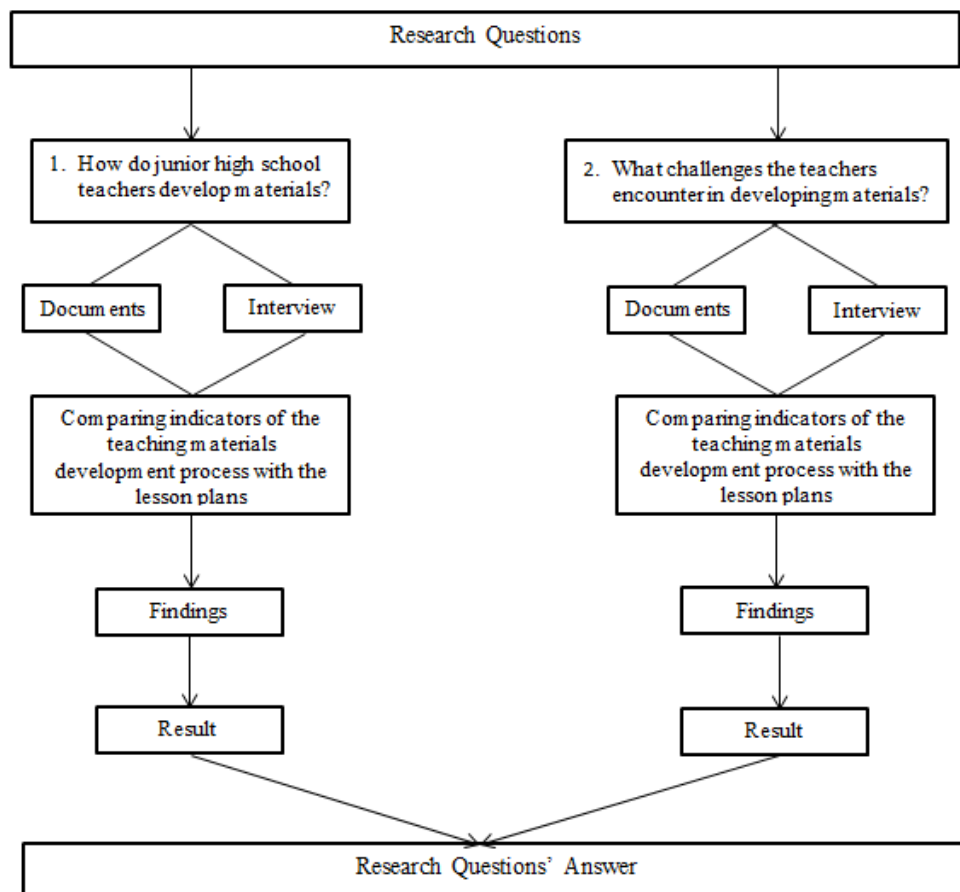 Research Questions
1. How do junior high school
teachers develop materials?
2. What challenges the teachers
encounter in developing materials?
Documents
Interview
Documents
Interview
Comparing indicators of the
teaching materials
development process with the
lesson plans
Comparing indicators of the
teaching materials
development process with the
lesson plans
Findings
Findings
Result
Result
Research Questions’ Answer